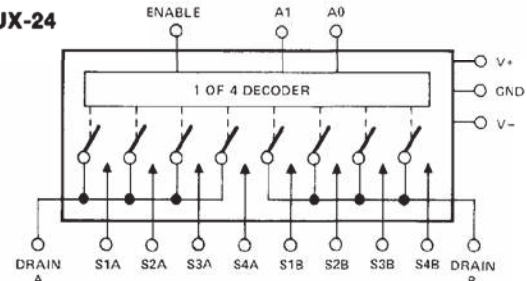 UX-24
ENABLE A1 A0
1 OF 4 DECODER
V+
GND
V−
DRAIN A S1A S2A S3A S4A S1B S2B S3B S4B DRAIN